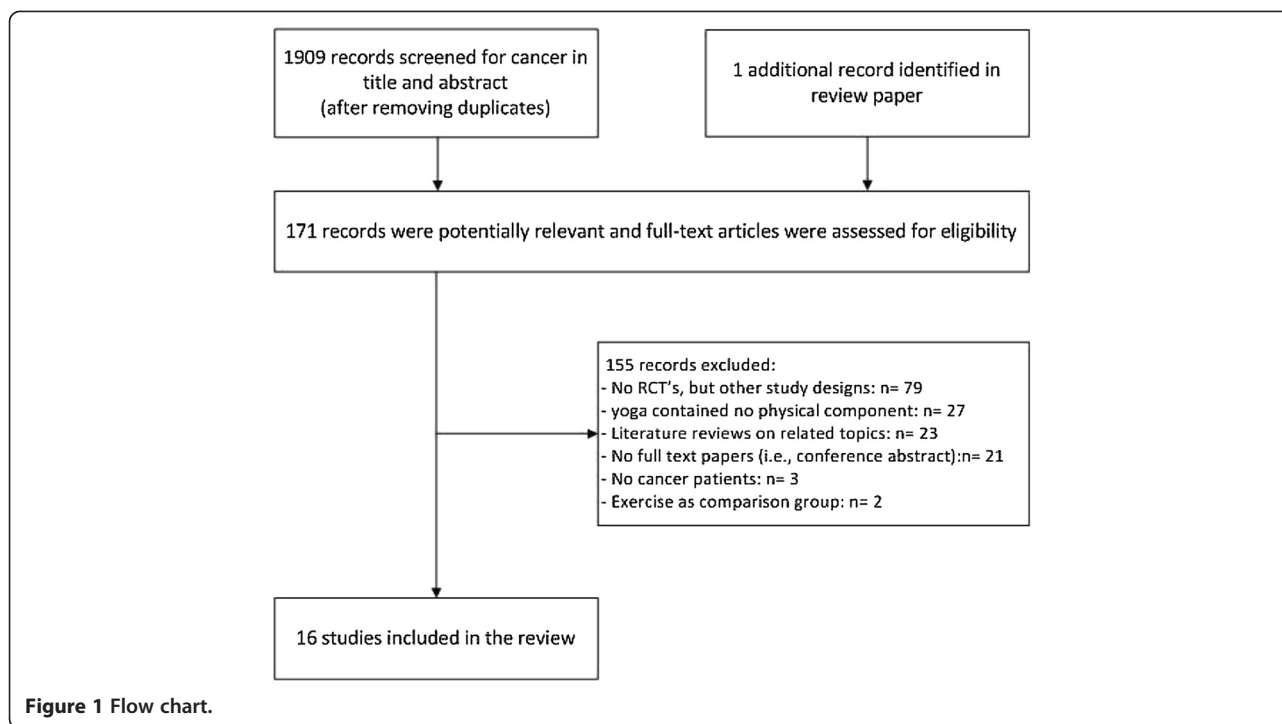 1909 records screened for cancer in
title and abstract
(after removing duplicates)
1 additional record identified in
review paper
171 records were potentially relevant and full-text articles were assessed for eligibility
155 records excluded:
- No RCT's, but other study designs: n= 79
- yoga contained no physical component: n= 27
- Literature reviews on related topics: n= 23
- No full text papers (i.e., conference abstract):n= 21
- No cancer patients: n= 3
- Exercise as comparison group: n= 2
16 studies included in the review
Figure 1 Flow chart.